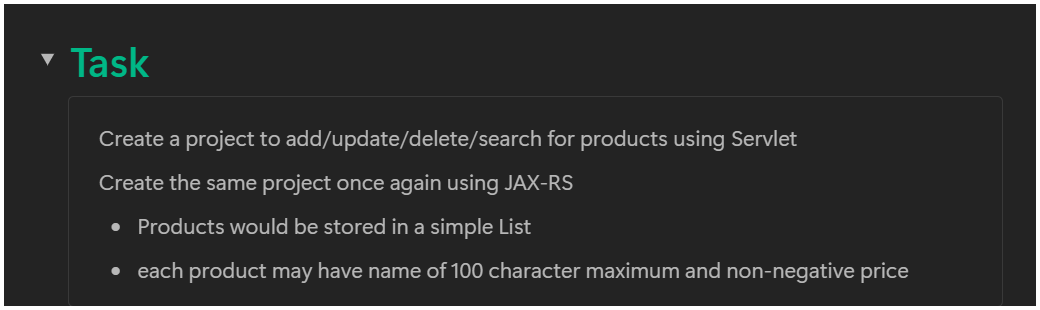 Task
Create a project to add/update/delete/search for products using Servlet
Create the same project once again using JAX-RS
Products would be stored in a simple List
each product may have name of 100 character maximum and non-negative price